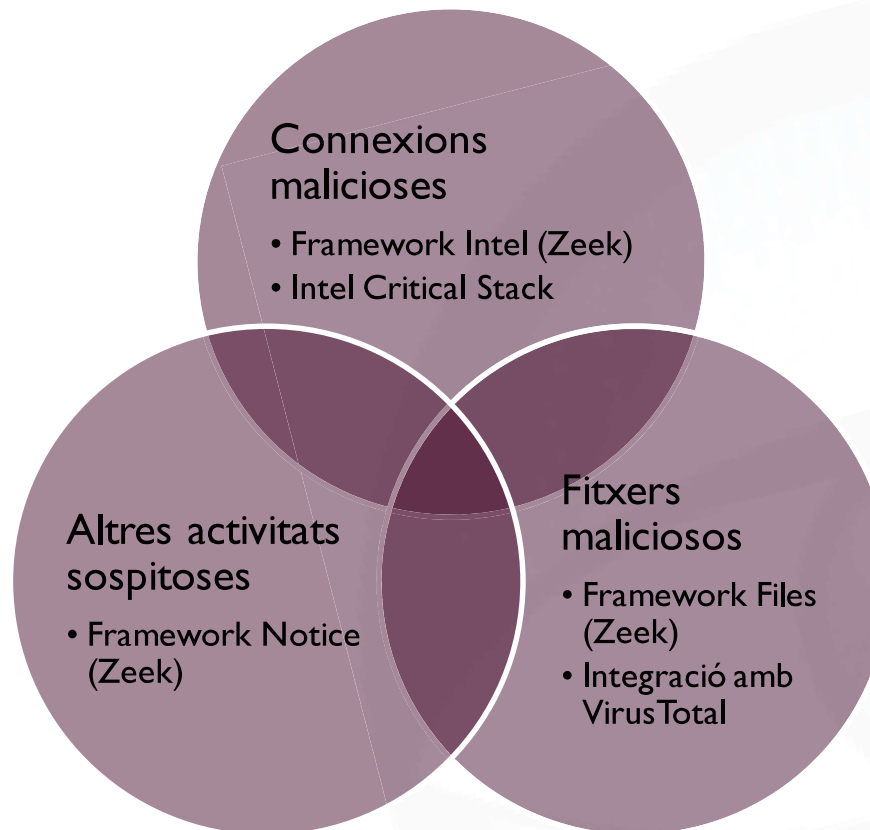 Connexions
malicioses
• Framework Intel (Zeek)
• Intel Critical Stack
Altres activitats
sospitoses
• Framework Notice
(Zeek)
Fitxers
maliciosos
• Framework Files
(Zeek)
• Integració amb
VirusTotal